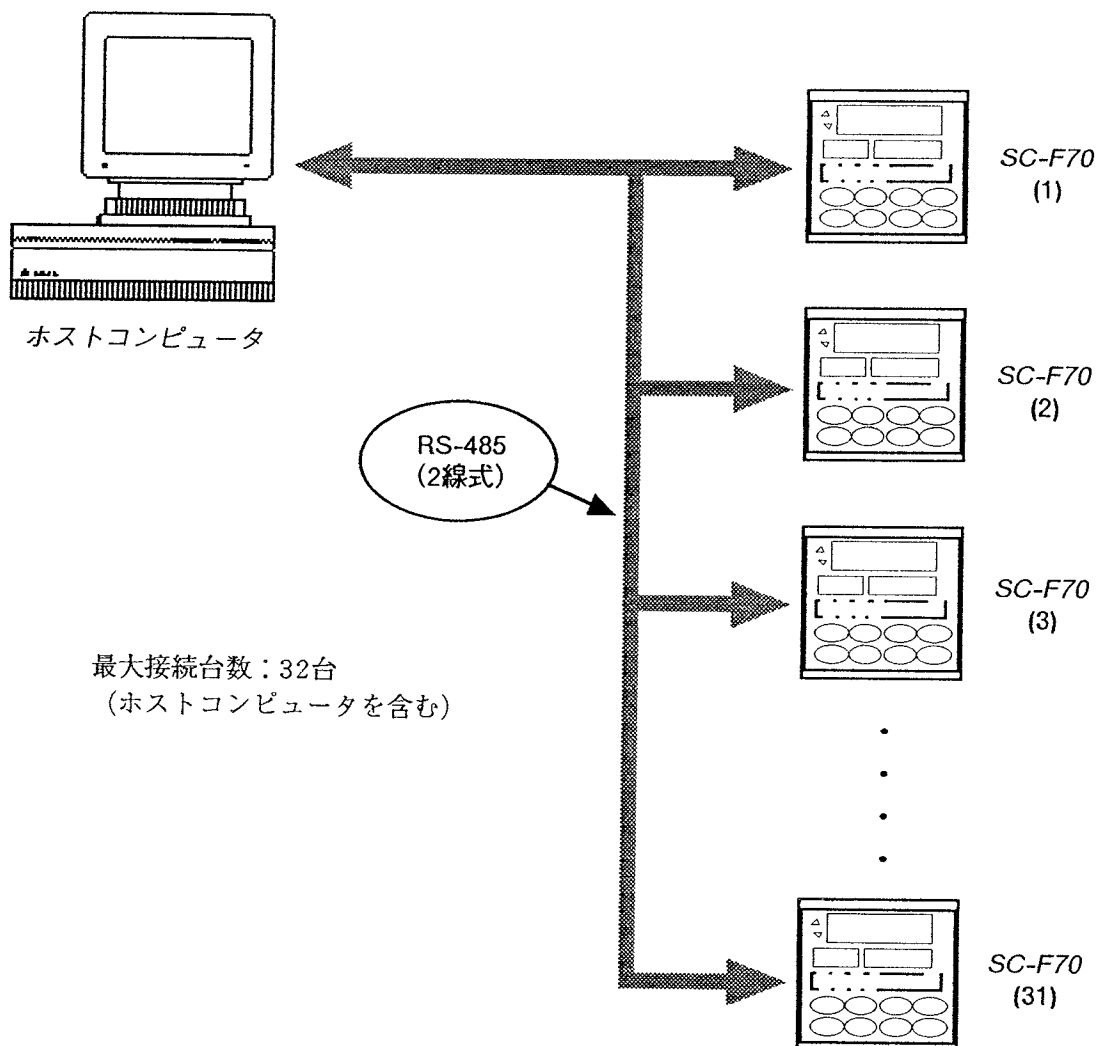 SC-F70
(1)
ホストコンピュータ
SC-F70
(2)
RS-485
(2線式)
SC-F70
(3)
最大接続台数：32台
(ホストコンピュータを含む)
SC-F70
(31)